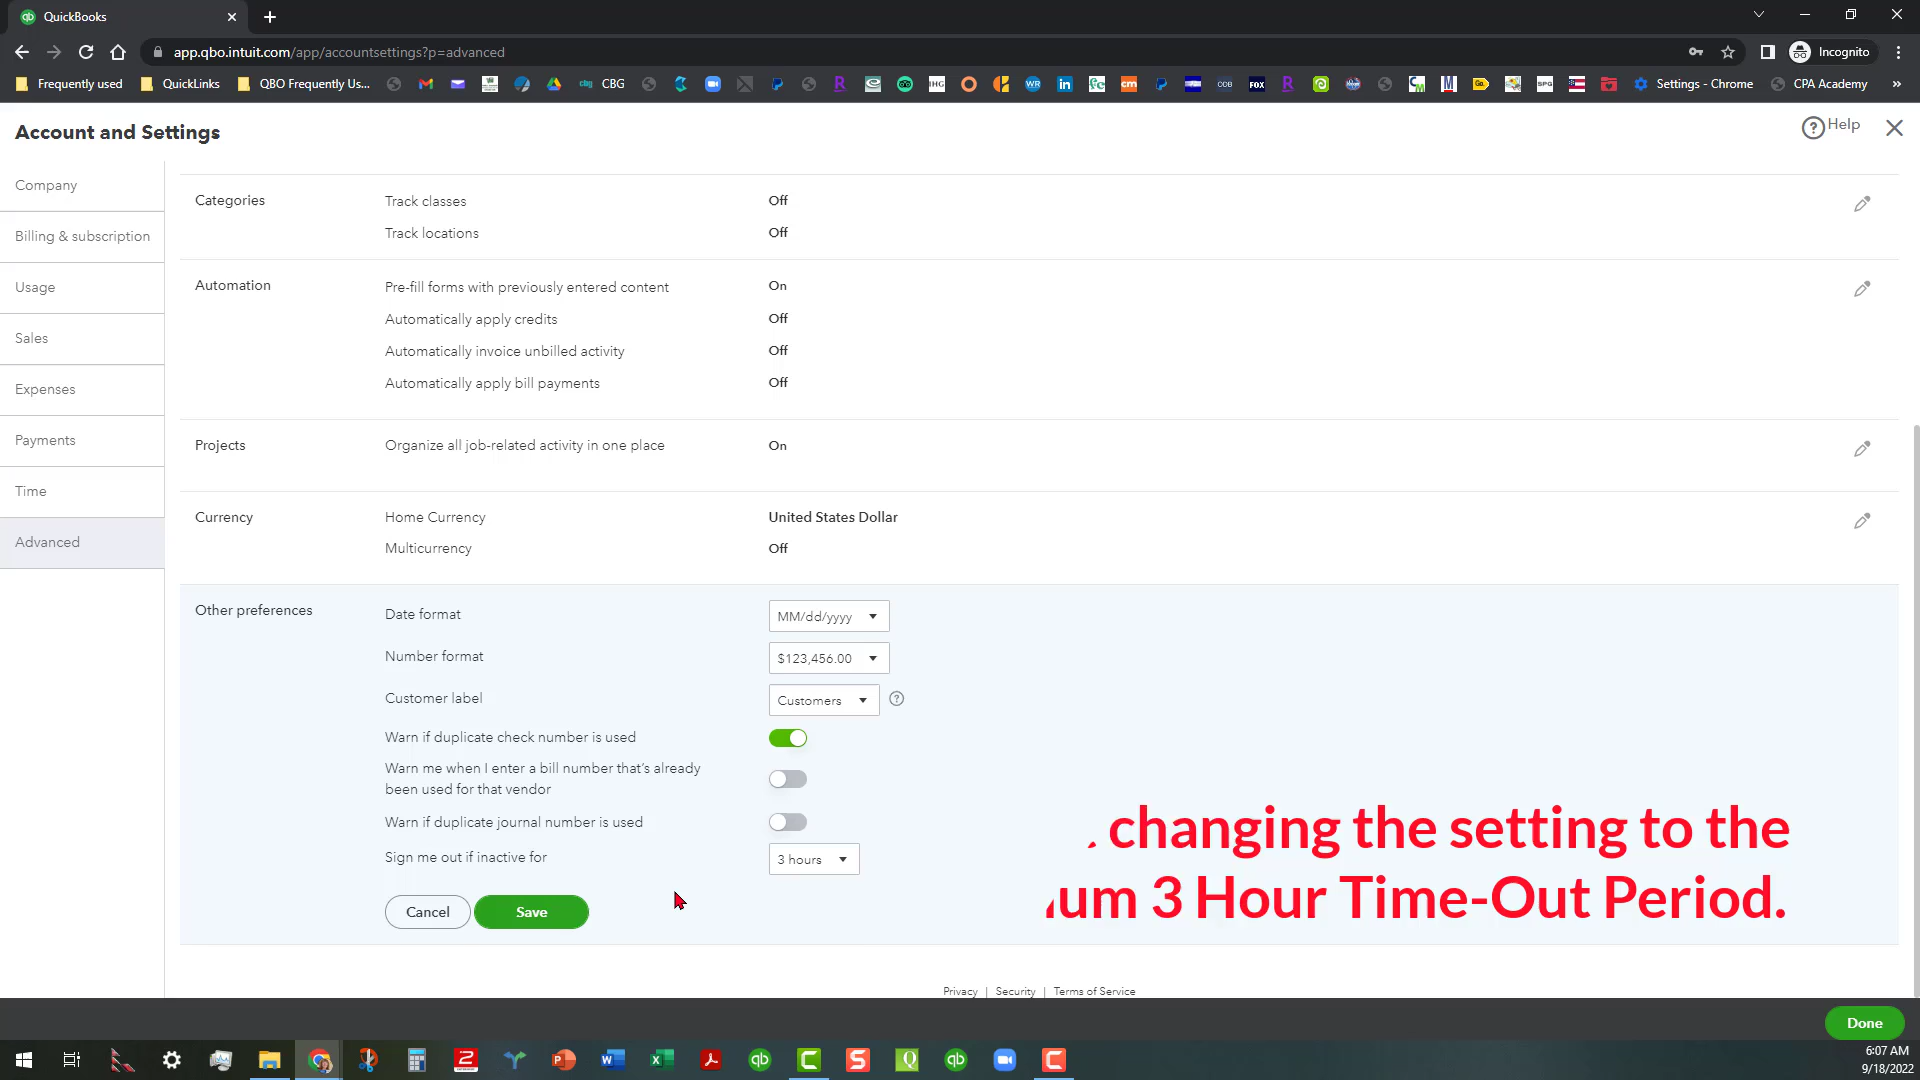 QuickBooks
app.qbo.intuit.com/app/accountsettings?p=advanced
Incognito
Frequently used
QuickLinks
QBO Frequently Us...
CBG
Settings - Chrome
CPA Academy
»
Account and Settings
Help
Company
Billing & subscription
Usage
Sales
Expenses
Payments
Time
Advanced
Categories
Track classes
Off
Track locations
Off
Automation
Pre-fill forms with previously entered content
On
Automatically apply credits
Off
Automatically invoice unbilled activity
Off
Automatically apply bill payments
Off
Projects
Organize all job-related activity in one place
On
Currency
Home Currency
United States Dollar
Multicurrency
Off
Other preferences
Date format
MM/dd/yyyy
Number format
$123,456.00
Customer label
Customers
Warn if duplicate check number is used
Warn me when I enter a bill number that's already
been used for that vendor
Warn if duplicate journal number is used
Sign me out if inactive for
3 hours
Cancel
Save
changing the setting to the
um 3 Hour Time-Out Period.
Privacy | Security | Terms of Service
Done
6:07 AM
9/18/2022